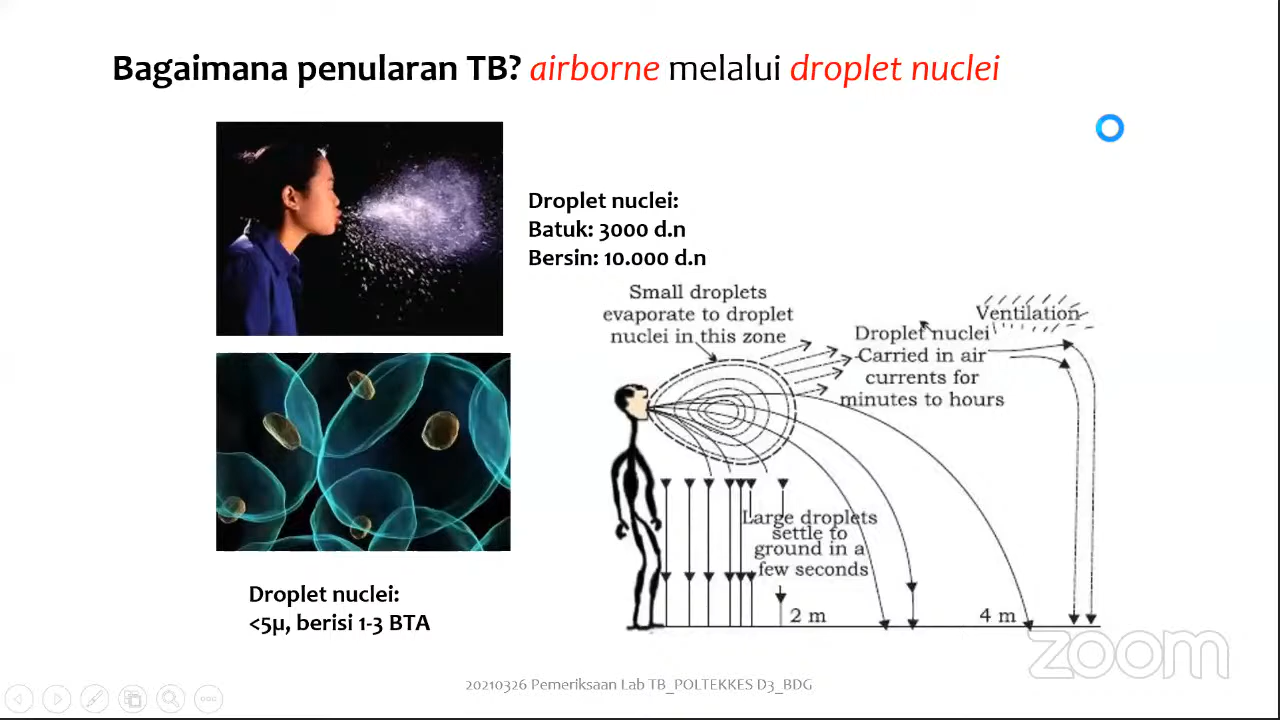 Bagaimana penularan TB? airborne melalui droplet nuclei
Droplet nuclei:
Batuk: 3000 d.n
Bersin: 10.000 d.n
Small droplets
evaporate to droplet
nuclei in this zone
Ventilation
Droplet nuclei
Carried in air
currents for
minutes to hours
Large droplets
settle to
ground in a
few seconds
2 m
4 m
Droplet nuclei:
<5µ, berisi 1-3 BTA
zoom
20210326 Pemeriksaan Lab TB_POLTEKKES D3_BDG